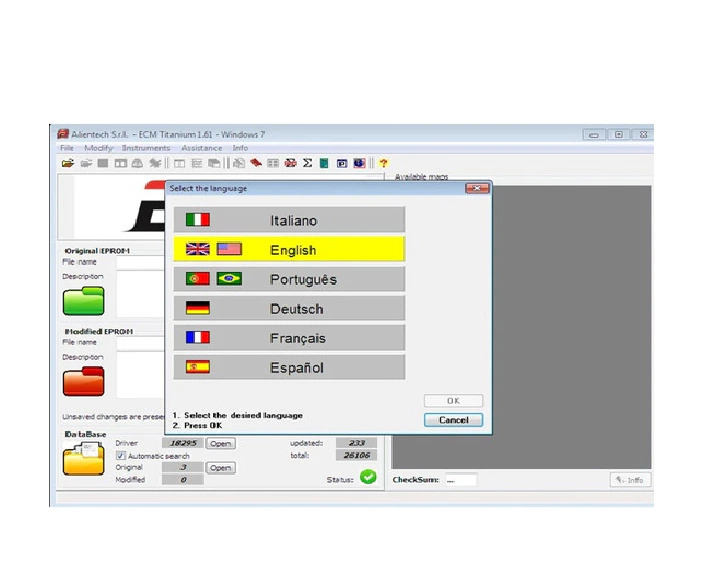 Alientech S.r.l. - ECM Titanium 1.61 - Windows 7
File Modify Instruments Assistance Info
Available maps
Select the language
Italiano
English
Português
Deutsch
Français
Español
OK
1. Select the desired language
2. Press OK
Cancel
Original EPROM
File name
Description
Modified EPROM
File name
Description
Unsaved changes are prese
DataBase
Driver 18295 Open updated: 233
Automatic search total: 26106
Original 3 Open
Modified 0 Status:
CheckSum: ...
Info